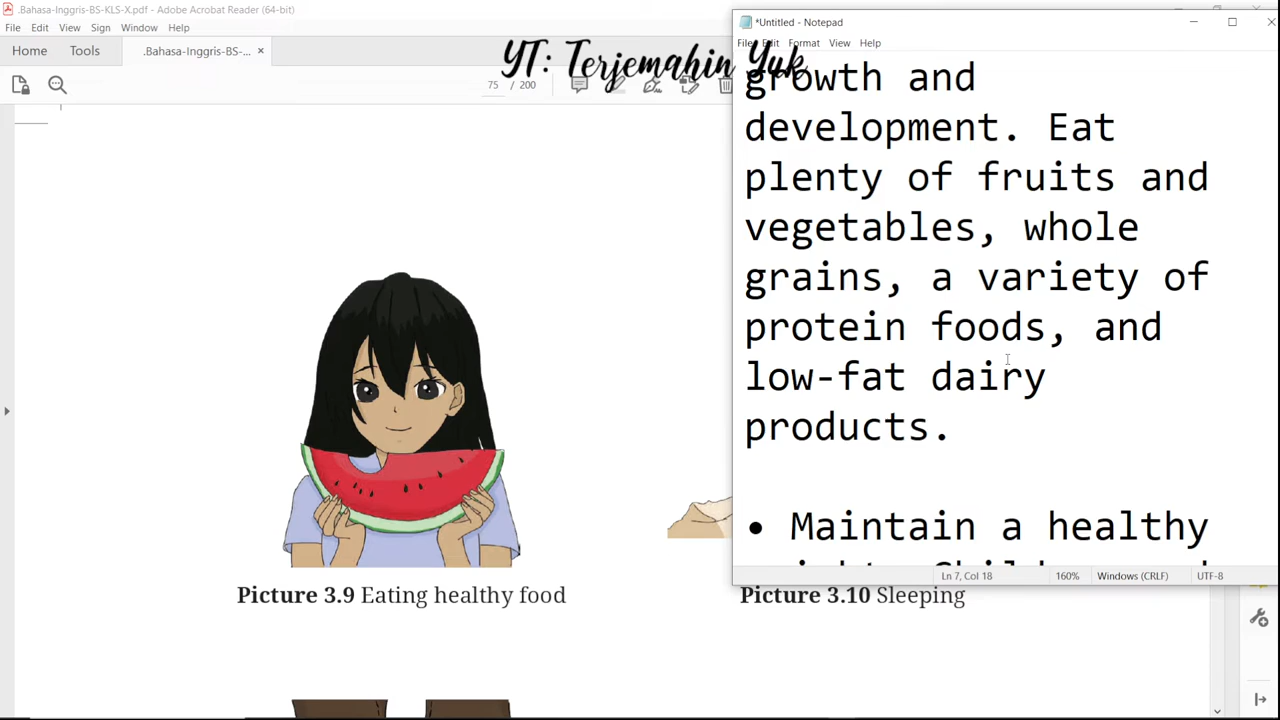 .Bahasa-Inggris-BS-KLS-X.pdf - Adobe Acrobat Reader (64-bit)
File Edit View Sign Window Help
Home Tools .Bahasa-Inggris-BS-... ×
75 / 200
YT: Terjemahin Yuk
*Untitled - Notepad
File Edit Format View Help
growth and
development. Eat
plenty of fruits and
vegetables, whole
grains, a variety of
protein foods, and
low-fat dairy
products.
• Maintain a healthy
Ln 7, Col 18 160% Windows (CRLF) UTF-8
Picture 3.9 Eating healthy food
Picture 3.10 Sleeping